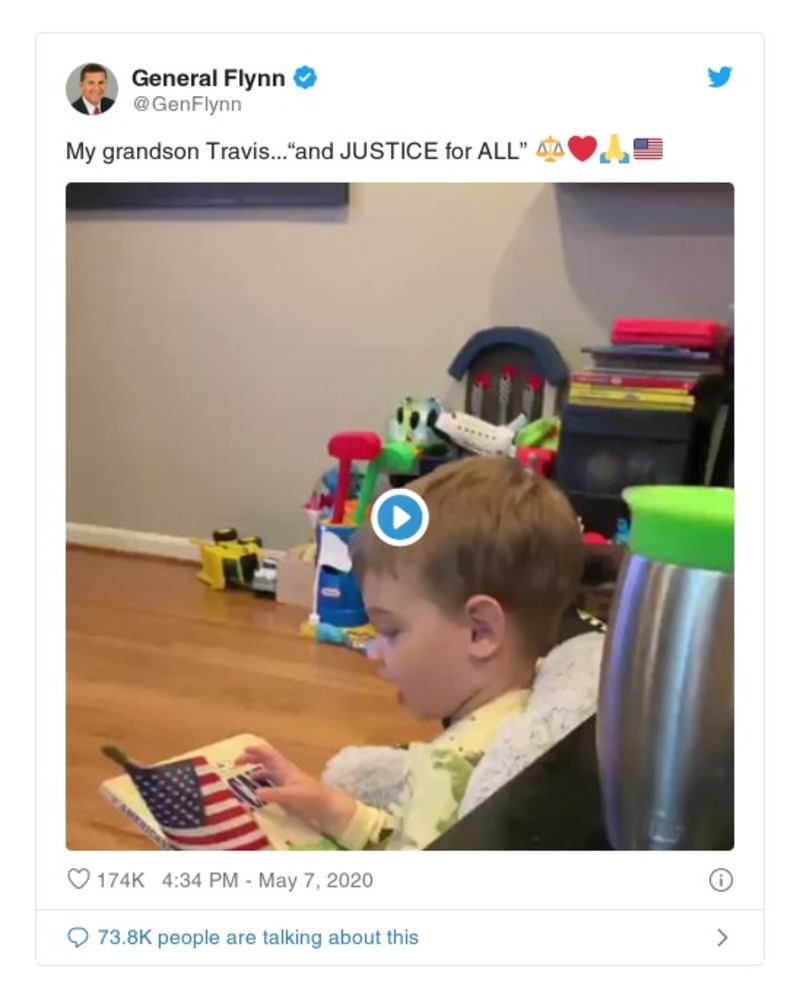 General Flynn
@GenFlynn
My grandson Travis...“and JUSTICE for ALL” ⚖️❤️🙏🇺🇸
174K 4:34 PM - May 7, 2020
73.8K people are talking about this